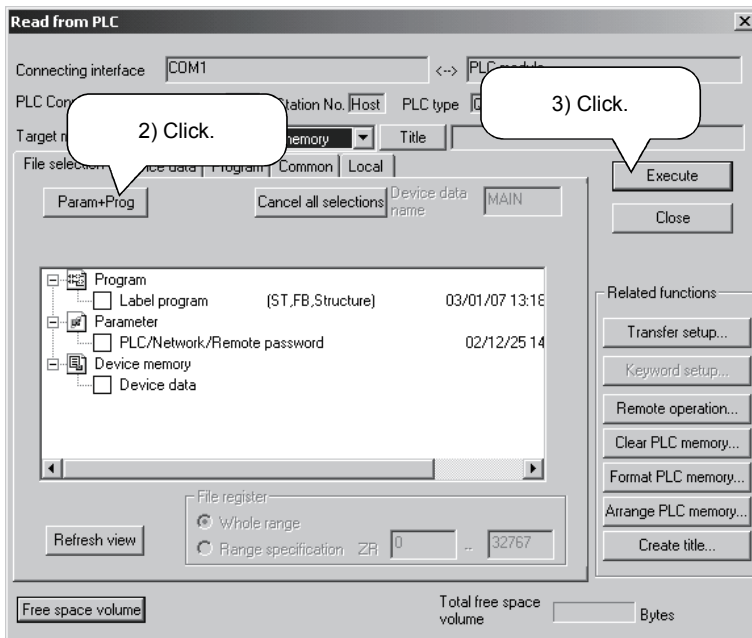 Read from PLC
Connecting interface COM1 <--> PLC module
PLC Station No. Host PLC type
2) Click.
3) Click.
Target memory Title
File selection data Program Common Local
Execute
Param+Prog Cancel all selections Device data name MAIN
Close
Program
Label program (ST,FB,Structure) 03/01/07 13:18
Parameter
PLC/Network/Remote password 02/12/25 14
Device memory
Device data
Related functions
Transfer setup...
Keyword setup...
Remote operation...
Clear PLC memory...
Format PLC memory...
Arrange PLC memory...
Create title...
File register
Whole range
Refresh view
Range specification ZR 0 -- 32767
Free space volume
Total free space volume Bytes